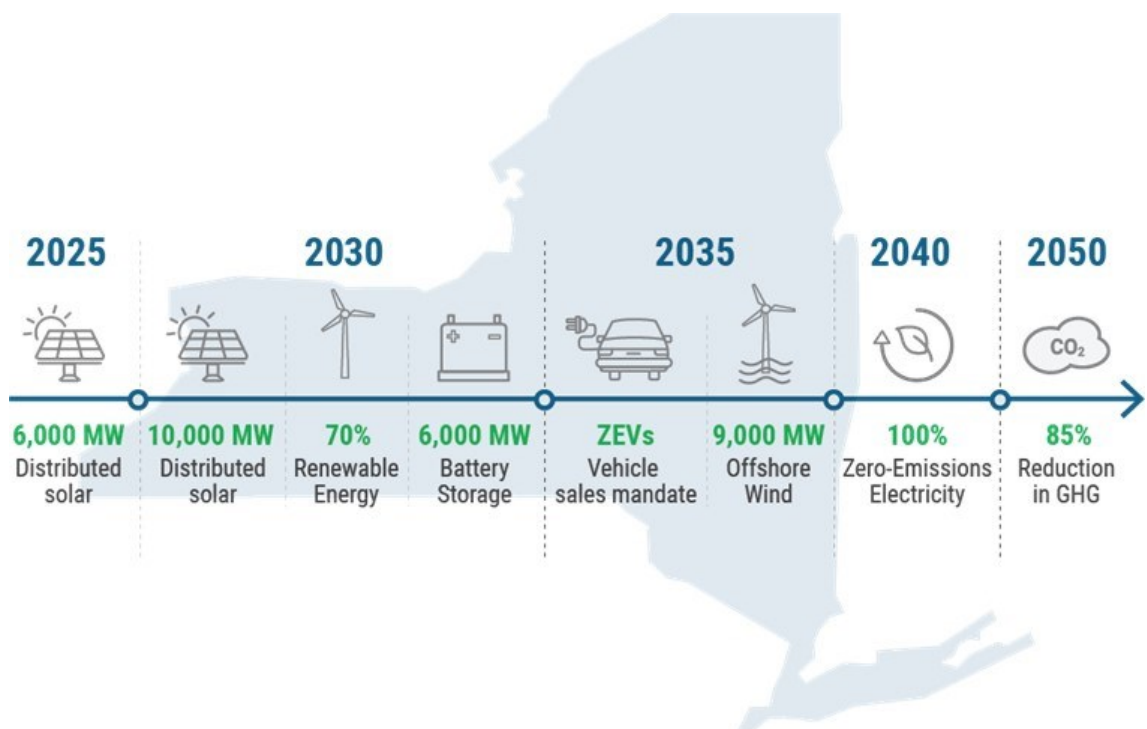 2025
2030
2035
2040
2050
+ -
CO₂
6,000 MW
Distributed
solar
10,000 MW
Distributed
solar
70%
Renewable
Energy
6,000 MW
Battery
Storage
ZEVs
Vehicle
sales mandate
9,000 MW
Offshore
Wind
100%
Zero-Emissions
Electricity
85%
Reduction
in GHG